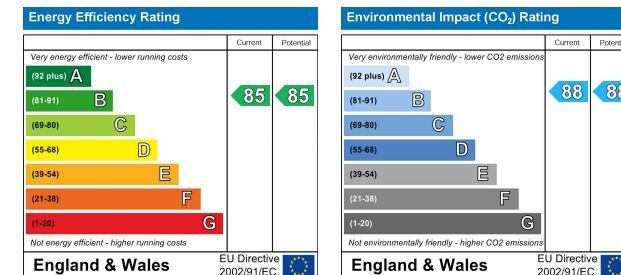 Energy Efficiency Rating
Current Potential
Very energy efficient - lower running costs
(92 plus) A
(81-91) B
85 85
(69-80) C
(55-68) D
(39-54) E
(21-38) F
(1-20) G
Not energy efficient - higher running costs
England & Wales
EU Directive
2002/91/EC
Environmental Impact (CO₂) Rating
Current Potent
Very environmentally friendly - lower CO2 emissions
(92 plus) A
(81-91) B
88 88
(69-80) C
(55-68) D
(39-54) E
(21-38) F
(1-20) G
Not environmentally friendly - higher CO2 emissions
England & Wales
EU Directive
2002/91/EC